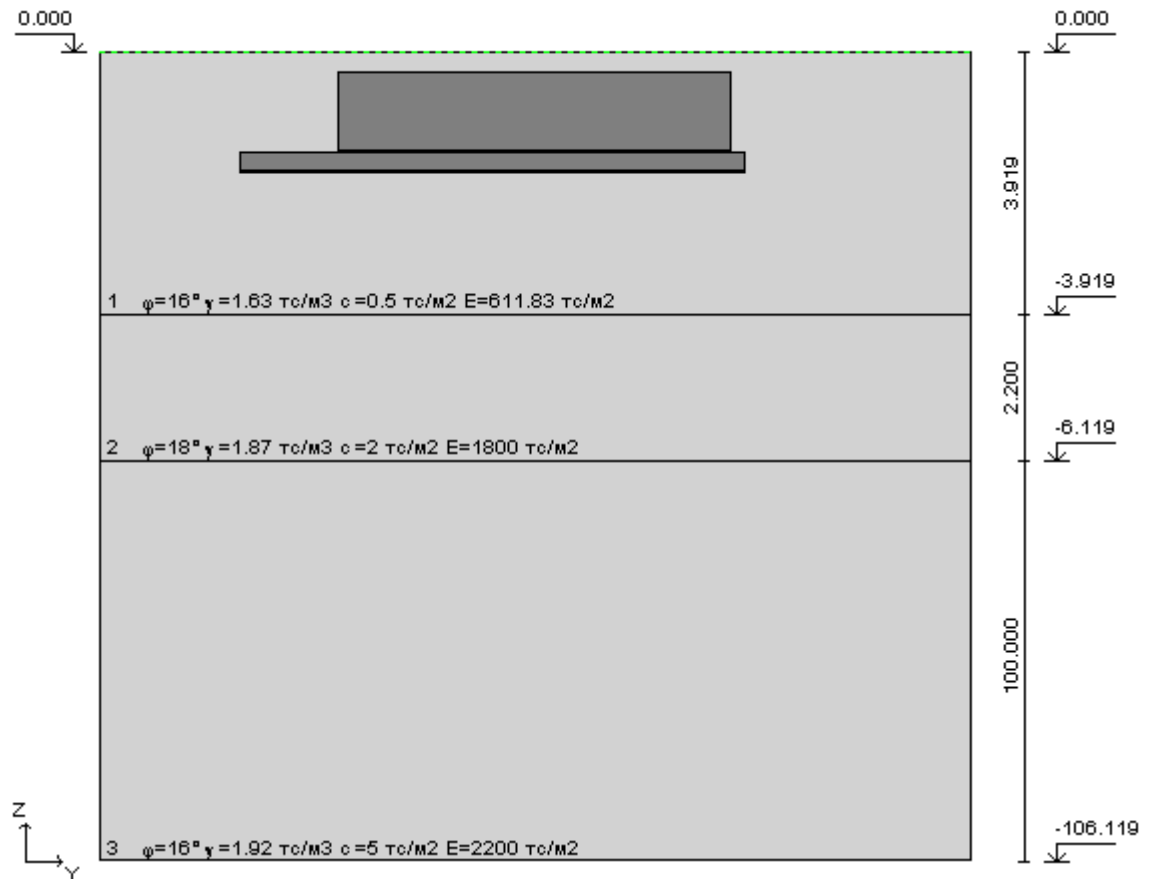 0.000
0.000
3.919
1 φ=16° γ=1.63 тс/м3 c=0.5 тс/м2 E=611.83 тс/м2
-3.919
2.200
2 φ=18° γ=1.87 тс/м3 c=2 тс/м2 E=1800 тс/м2
-6.119
100.000
Z
Y
3 φ=16° γ=1.92 тс/м3 c=5 тс/м2 E=2200 тс/м2
-106.119